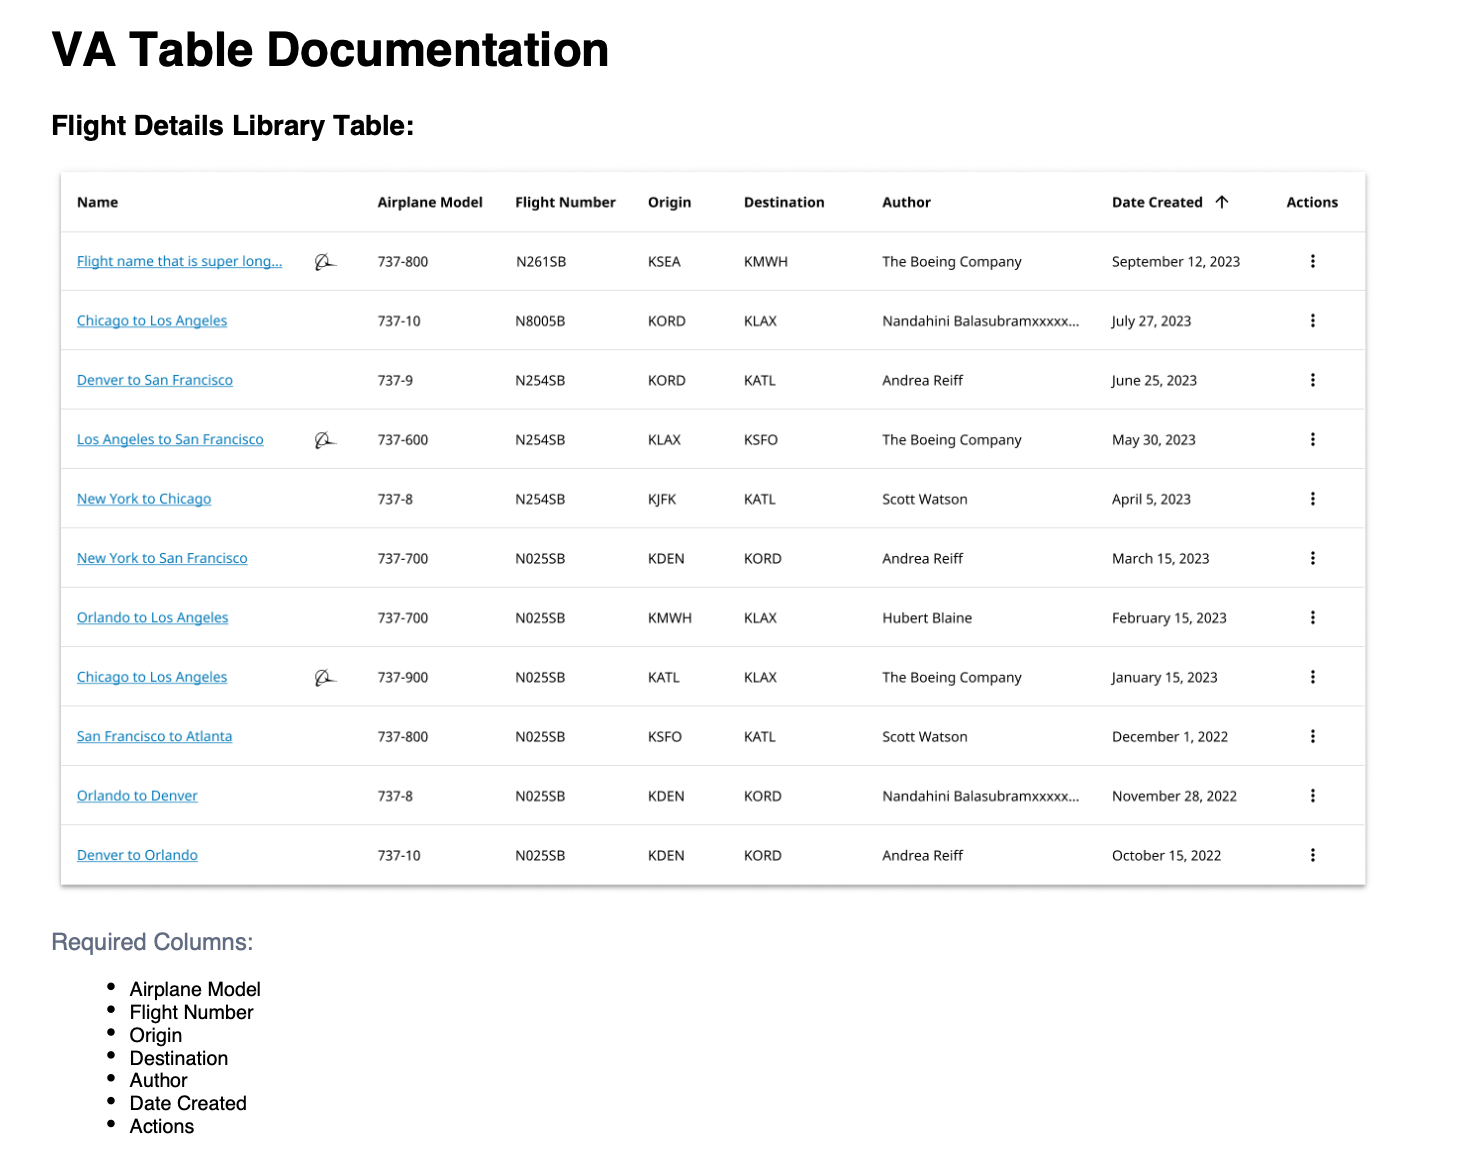 VA Table Documentation
Flight Details Library Table:
Name Airplane Model Flight Number Origin Destination Author Date Created ↑ Actions
Flight name that is super long... 737-800 N261SB KSEA KMWH The Boeing Company September 12, 2023
Chicago to Los Angeles 737-10 N8005B KORD KLAX Nandahini Balasubramxxxxx... July 27, 2023
Denver to San Francisco 737-9 N254SB KORD KATL Andrea Reiff June 25, 2023
Los Angeles to San Francisco 737-600 N254SB KLAX KSFO The Boeing Company May 30, 2023
New York to Chicago 737-8 N254SB KJFK KATL Scott Watson April 5, 2023
New York to San Francisco 737-700 N025SB KDEN KORD Andrea Reiff March 15, 2023
Orlando to Los Angeles 737-700 N025SB KMWH KLAX Hubert Blaine February 15, 2023
Chicago to Los Angeles 737-900 N025SB KATL KLAX The Boeing Company January 15, 2023
San Francisco to Atlanta 737-800 N025SB KSFO KATL Scott Watson December 1, 2022
Orlando to Denver 737-8 N025SB KDEN KORD Nandahini Balasubramxxxxx... November 28, 2022
Denver to Orlando 737-10 N025SB KDEN KORD Andrea Reiff October 15, 2022
Required Columns:
• Airplane Model
• Flight Number
• Origin
• Destination
• Author
• Date Created
• Actions